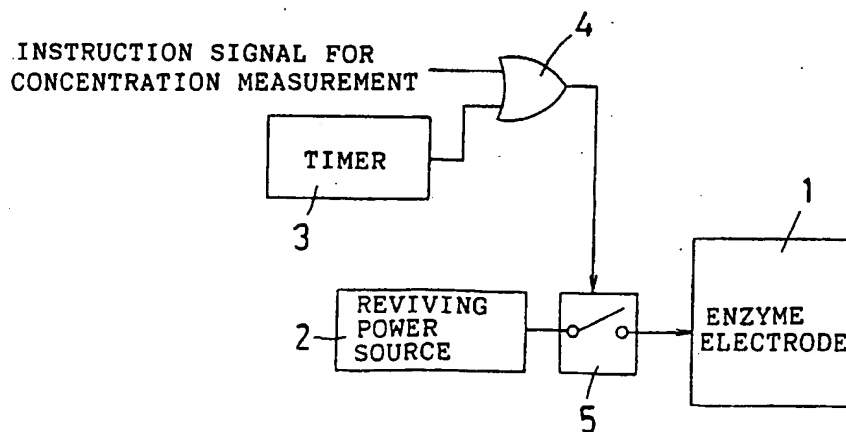 INSTRUCTION SIGNAL FOR
CONCENTRATION MEASUREMENT
4
TIMER
3
1
REVIVING
POWER
SOURCE
2
ENZYME
ELECTRODE
5